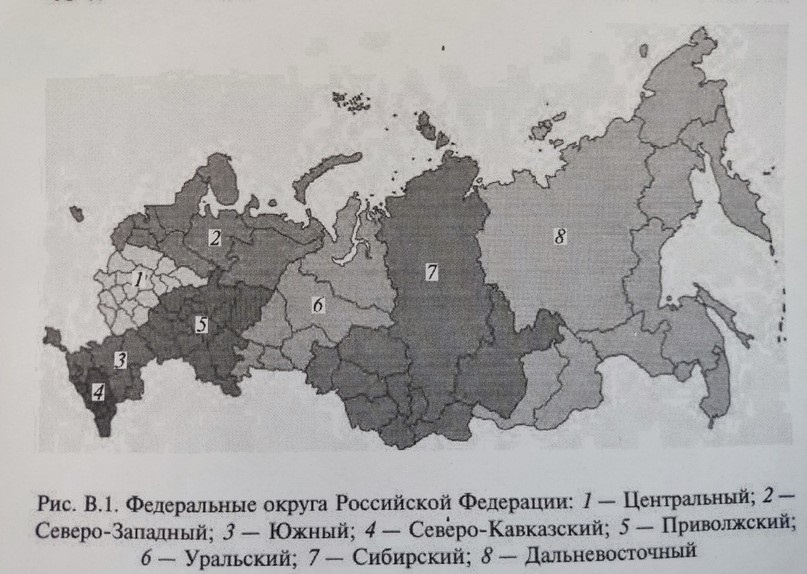 2
8
1
7
6
5
3
4
Рис. В.1. Федеральные округа Российской Федерации: 1 — Центральный; 2 —
Северо-Западный; 3 — Южный; 4 — Северо-Кавказский; 5 — Приволжский;
6 — Уральский; 7 — Сибирский; 8 — Дальневосточный